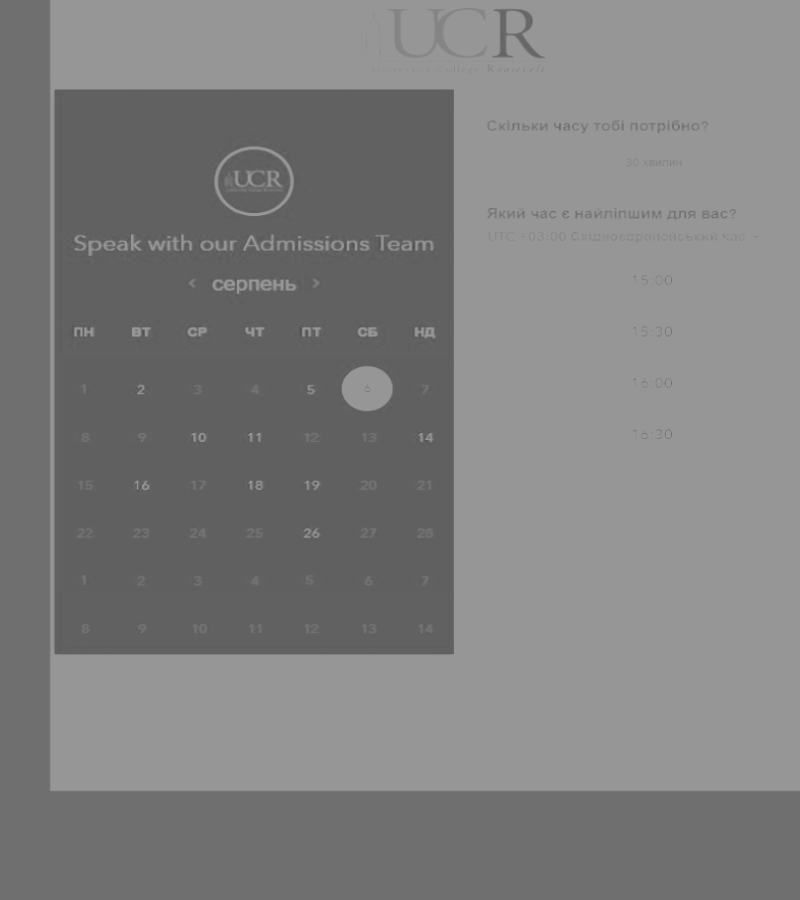 UCR
College Roosevelt
UCR
Speak with our Admissions Team
< серпень >
ПН ВТ СР ЧТ ПТ СБ НД
1 2 3 4 5 6 7
8 9 10 11 12 13 14
15 16 17 18 19 20 21
22 23 24 25 26 27 28
1 2 3 4 5 6 7
8 9 10 11 12 13 14
Скільки часу тобі потрібно?
30 хвилин
Який час є найліпшим для вас?
UTC +03:00 Східноєвропейський час
15:00
15:30
16:00
16:30